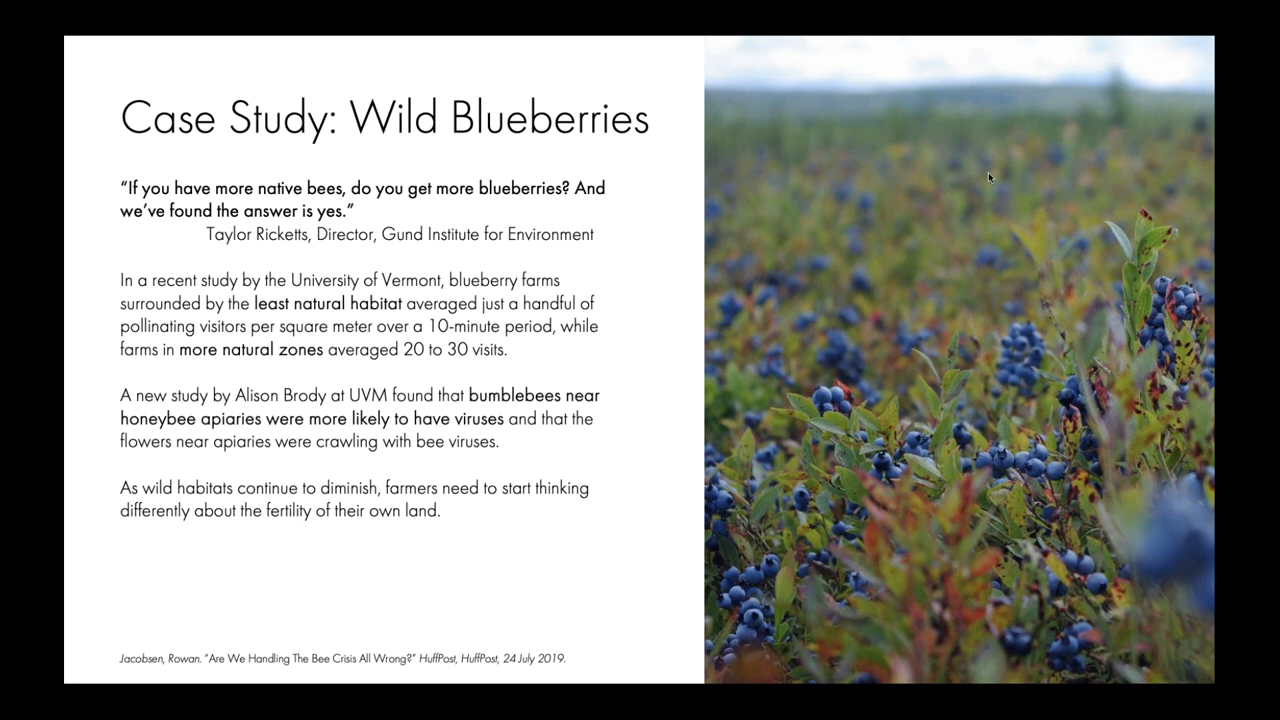 Case Study: Wild Blueberries
“If you have more native bees, do you get more blueberries? And
we’ve found the answer is yes.”
Taylor Ricketts, Director, Gund Institute for Environment
In a recent study by the University of Vermont, blueberry farms
surrounded by the least natural habitat averaged just a handful of
pollinating visitors per square meter over a 10-minute period, while
farms in more natural zones averaged 20 to 30 visits.
A new study by Alison Brody at UVM found that bumblebees near
honeybee apiaries were more likely to have viruses and that the
flowers near apiaries were crawling with bee viruses.
As wild habitats continue to diminish, farmers need to start thinking
differently about the fertility of their own land.
Jacobsen, Rowan. “Are We Handling The Bee Crisis All Wrong?” HuffPost, HuffPost, 24 July 2019.